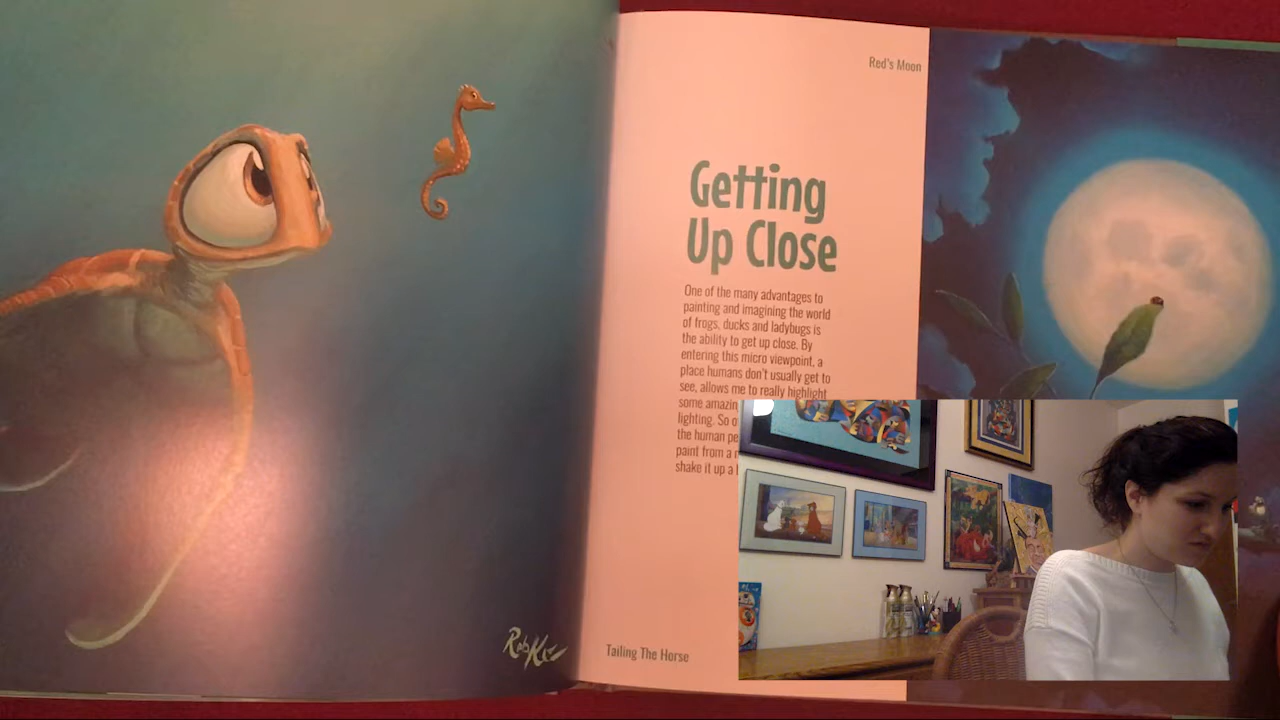 Red's Moon
Getting
Up Close
One of the many advantages to
painting and imagining the world
of frogs, ducks and ladybugs is
the ability to get up close. By
entering this micro viewpoint, a
place humans don't usually get to
see, allows me to really highlight
some amazin
lighting. So o
the human pe
paint from a
shake it up a
Tailing The Horse